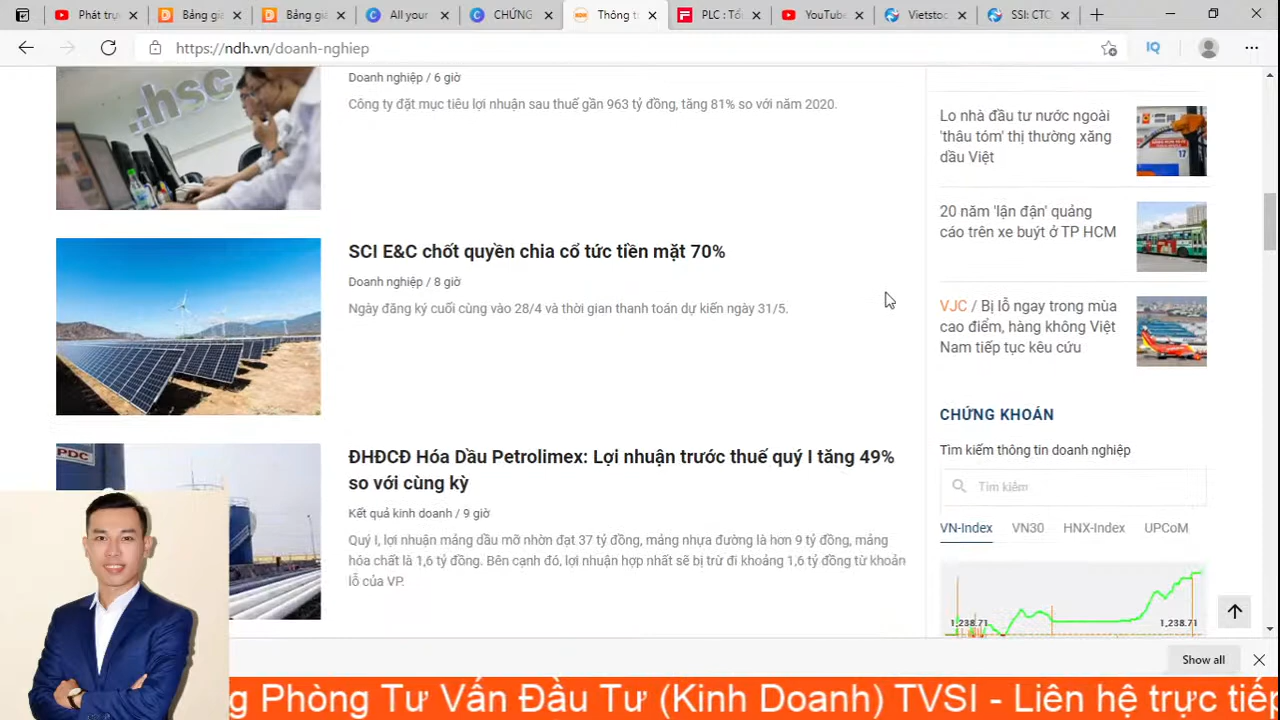 Phát trự
Bảng giá
Bảng giá
All your
CHỨNG
Thông t
PLC : Tổ
YouTube
Vietstoc
SSI: CTC
https://ndh.vn/doanh-nghiep
IQ
hsc
Doanh nghiệp / 6 giờ
Công ty đặt mục tiêu lợi nhuận sau thuế gần 963 tỷ đồng, tăng 81% so với năm 2020.
SCI E&C chốt quyền chia cổ tức tiền mặt 70%
Doanh nghiệp / 8 giờ
Ngày đăng ký cuối cùng vào 28/4 và thời gian thanh toán dự kiến ngày 31/5.
PDC
ĐHĐCĐ Hóa Dầu Petrolimex: Lợi nhuận trước thuế quý I tăng 49%
so với cùng kỳ
Kết quả kinh doanh / 9 giờ
Quý I, lợi nhuận mảng dầu mỡ nhờn đạt 37 tỷ đồng, mảng nhựa đường là hơn 9 tỷ đồng, mảng
hóa chất là 1,6 tỷ đồng. Bên cạnh đó, lợi nhuận hợp nhất sẽ bị trừ đi khoảng 1,6 tỷ đồng từ khoản
lỗ của VP.
Lo nhà đầu tư nước ngoài
'thâu tóm' thị thường xăng
dầu Việt
17
20 năm 'lận đận' quảng
cáo trên xe buýt ở TP HCM
VJC / Bị lỗ ngay trong mùa
cao điểm, hàng không Việt
Nam tiếp tục kêu cứu
CHỨNG KHOÁN
Tìm kiếm thông tin doanh nghiệp
Tìm kiếm
VN-Index VN30 HNX-Index UPCoM
1,238.71 1,238.71
Show all
g Phòng Tư Vấn Đầu Tư (Kinh Doanh) TVSI - Liên hệ trực tiếp